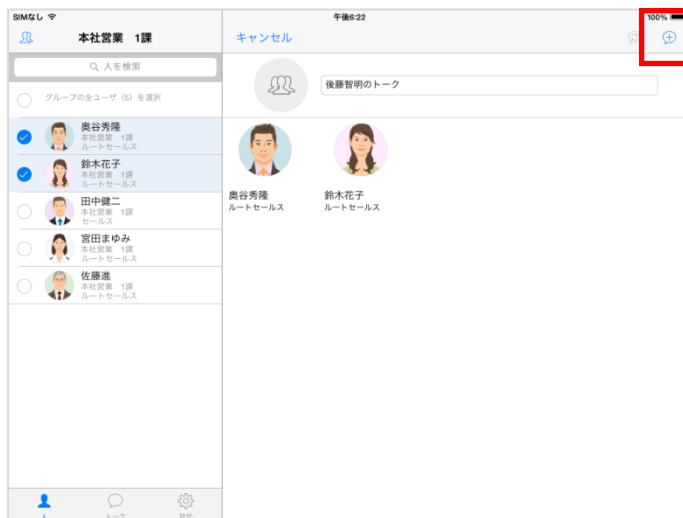 SIMなし
午後6:22
100%
本社営業 1課
キャンセル
人を検索
後藤智明のトーク
グループの全ユーザ（5）を選択
奥谷秀隆
本社営業 1課
ルートセールス
鈴木花子
本社営業 1課
ルートセールス
田中健二
本社営業 1課
セールス
宮田まゆみ
本社営業 1課
ルートセールス
佐藤進
本社営業 1課
ルートセールス
奥谷秀隆
ルートセールス
鈴木花子
ルートセールス